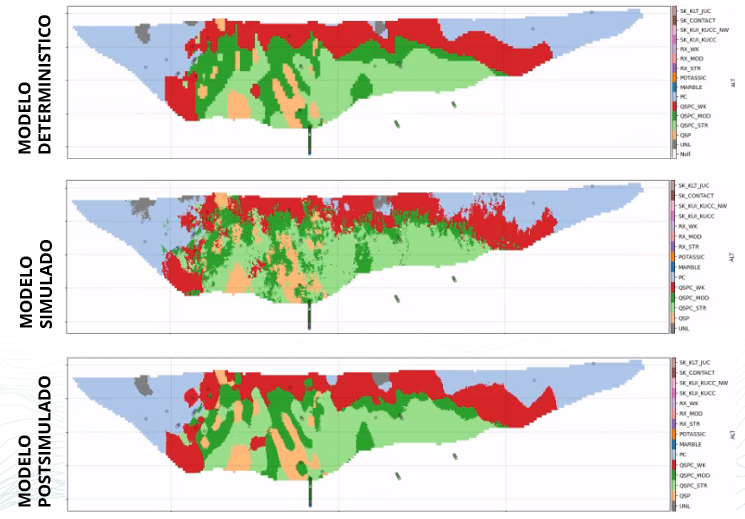 MODELO
DETERMINISTICO
SK_KLT_JUC
SK_CONTACT
SK_KUI_KUCC_NW
SK_KUI_KUCC
RX_WK
RX_MOD
RX_STR
POTASSIC
MARBLE
PC
QSPC_WK
QSPC_MOD
QSPC_STR
QSP
UNL
Null
ALT
MODELO
SIMULADO
SK_KLT_JUC
SK_CONTACT
SK_KUI_KUCC_NW
SK_KUI_KUCC
RX_WK
RX_MOD
RX_STR
POTASSIC
MARBLE
PC
QSPC_WK
QSPC_MOD
QSPC_STR
QSP
UNL
ALT
MODELO
POSTSIMULADO
SK_KLT_JUC
SK_CONTACT
SK_KUI_KUCC_NW
SK_KUI_KUCC
RX_WK
RX_MOD
RX_STR
POTASSIC
MARBLE
PC
QSPC_WK
QSPC_MOD
QSPC_STR
QSP
UNL
ALT